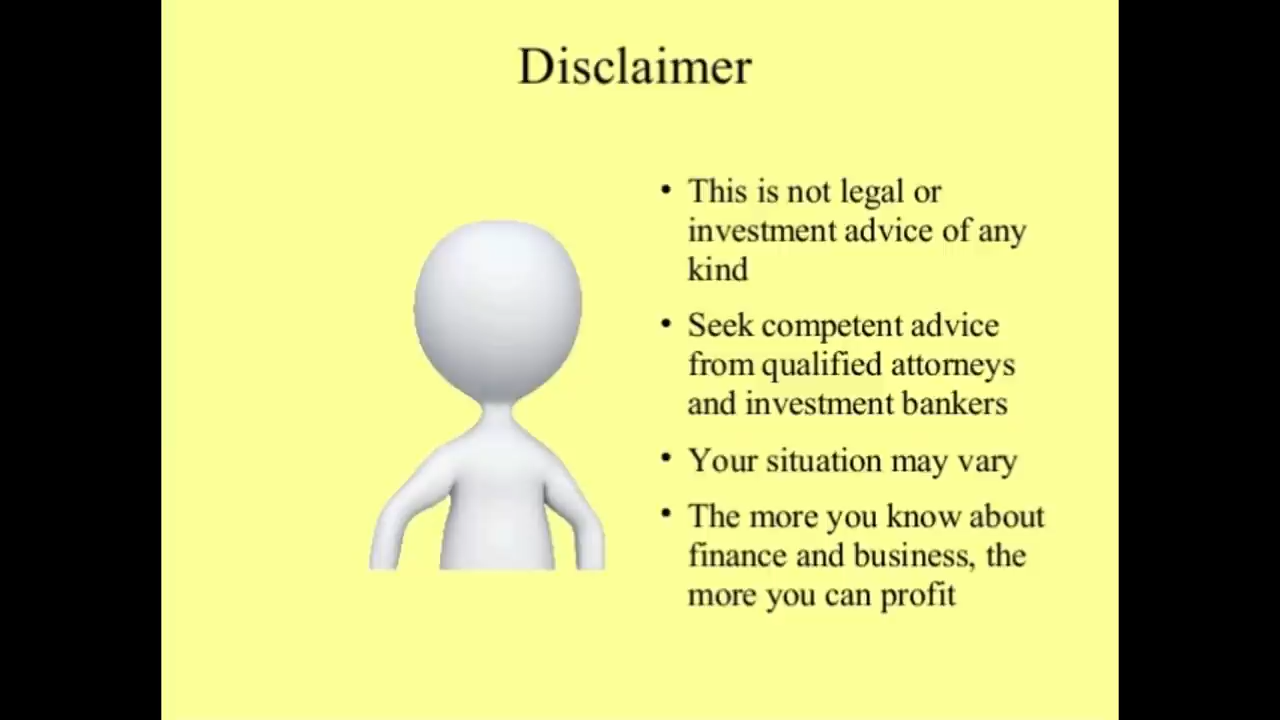 Disclaimer
• This is not legal or
investment advice of any
kind
• Seek competent advice
from qualified attorneys
and investment bankers
• Your situation may vary
• The more you know about
finance and business, the
more you can profit